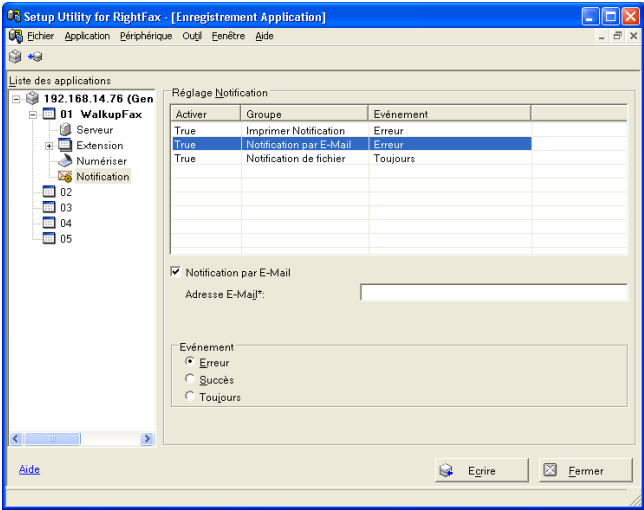 Setup Utility for RightFax - [Enregistrement Application]
Fichier Application Périphérique Outil Fenêtre Aide
Liste des applications
192.168.14.76 (Gen
01 WalkupFax
Serveur
Extension
Numériser
Notification
02
03
04
05
Réglage Notification
Activer Groupe Evénement
True Imprimer Notification Erreur
True Notification par E-Mail Erreur
True Notification de fichier Toujours
Notification par E-Mail
Adresse E-Mail*:
Evénement
Erreur
Succès
Toujours
Aide
Ecrire
Fermer